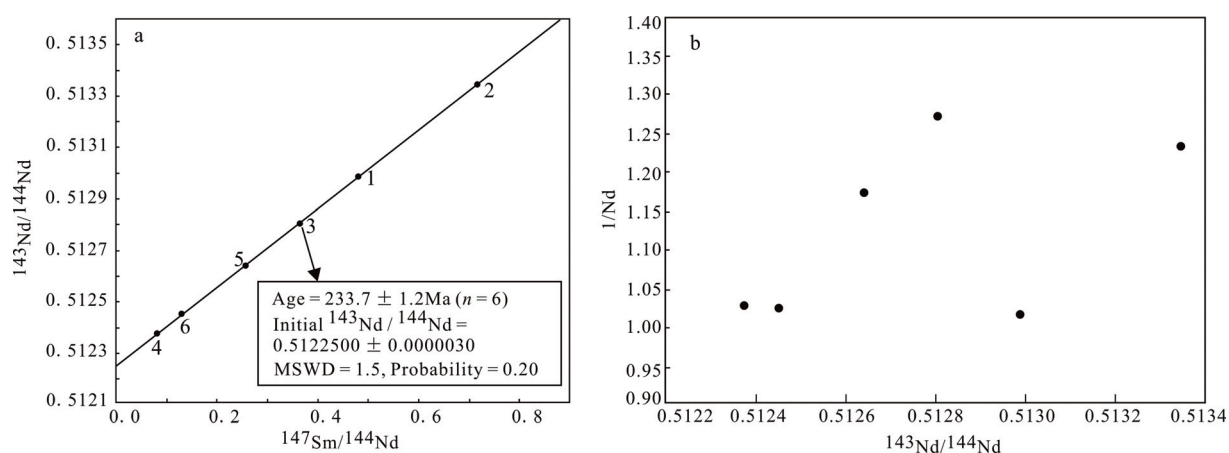 a
0. 5135
0. 5133
0. 5131
0. 5129
0. 5127
0. 5125
0. 5123
0. 5121
143Nd/144Nd
2
1
3
5
6
4
Age = 233.7 ± 1.2Ma (n = 6)
Initial 143Nd / 144Nd =
0.5122500 ± 0.0000030
MSWD = 1.5, Probability = 0.20
0. 0 0. 2 0. 4 0. 6 0. 8
147Sm/144Nd
b
1.40
1.35
1.30
1.25
1.20
1.15
1.10
1.05
1.00
0.95
0.90
1/Nd
0.5122 0.5124 0.5126 0.5128 0.5130 0.5132 0.5134
143Nd/144Nd